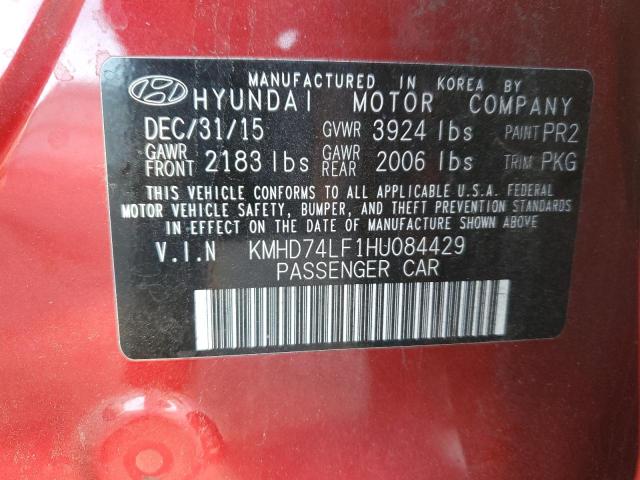 MANUFACTURED IN KOREA BY
HYUNDAI MOTOR COMPANY
DEC/31/15 GVWR 3924 lbs PAINT PR2
GAWR FRONT 2183 lbs GAWR REAR 2006 lbs TRIM PKG
THIS VEHICLE CONFORMS TO ALL APPLICABLE U.S.A. FEDERAL
MOTOR VEHICLE SAFETY, BUMPER, AND THEFT PREVENTION STANDARDS
IN EFFECT ON THE DATE OF MANUFACTURE SHOWN ABOVE.
V.I.N KMHD74LF1HU084429
PASSENGER CAR